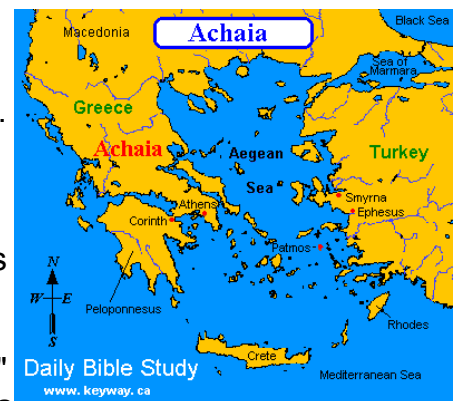 Achaia
Black Sea
Macedonia
Sea of
Marmara
Greece
Achaia
Aegean
Sea
Turkey
Athens
Corinth
Smyrna
Ephesus
Patmos
N
W E
S
Peloponnesus
Rhodes
Crete
Mediterranean Sea
Daily Bible Study
www.keyway.ca
s
"